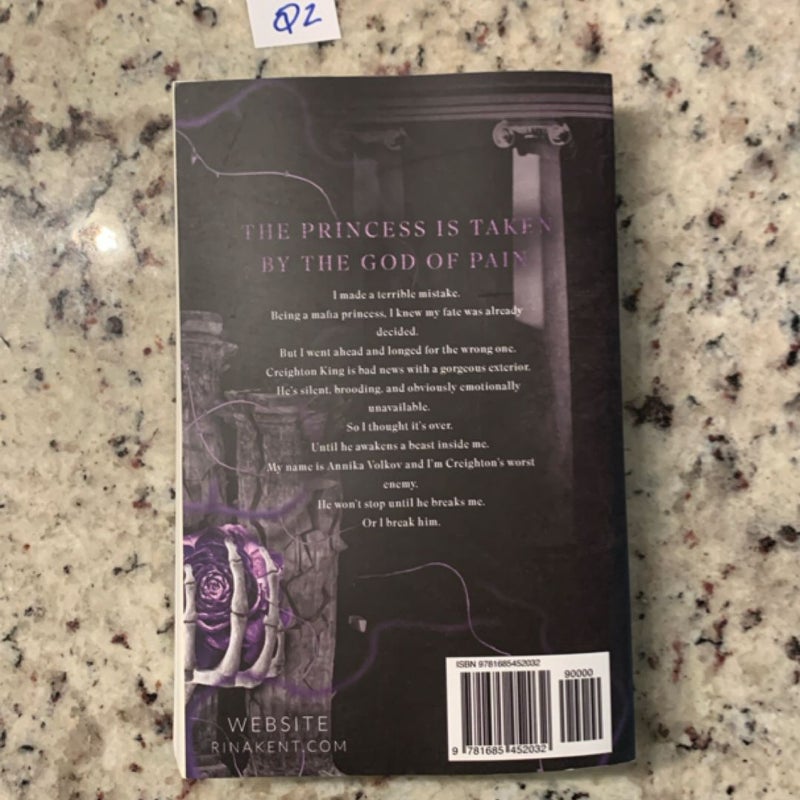 Q2
THE PRINCESS IS TAKEN
BY THE GOD OF PAIN
I made a terrible mistake.
Being a mafia princess, I knew my fate was already
decided.
But I went ahead and longed for the wrong one.
Creighton King is bad news with a gorgeous exterior.
He's silent, brooding, and obviously emotionally
unavailable.
So I thought it's over.
Until he awakens a beast inside me.
My name is Annika Volkov and I'm Creighton's worst
enemy.
He won't stop until he breaks me.
Or I break him.
ISBN 9781685452032
90000
9 781685 452032
WEBSITE
RINAKENT.COM